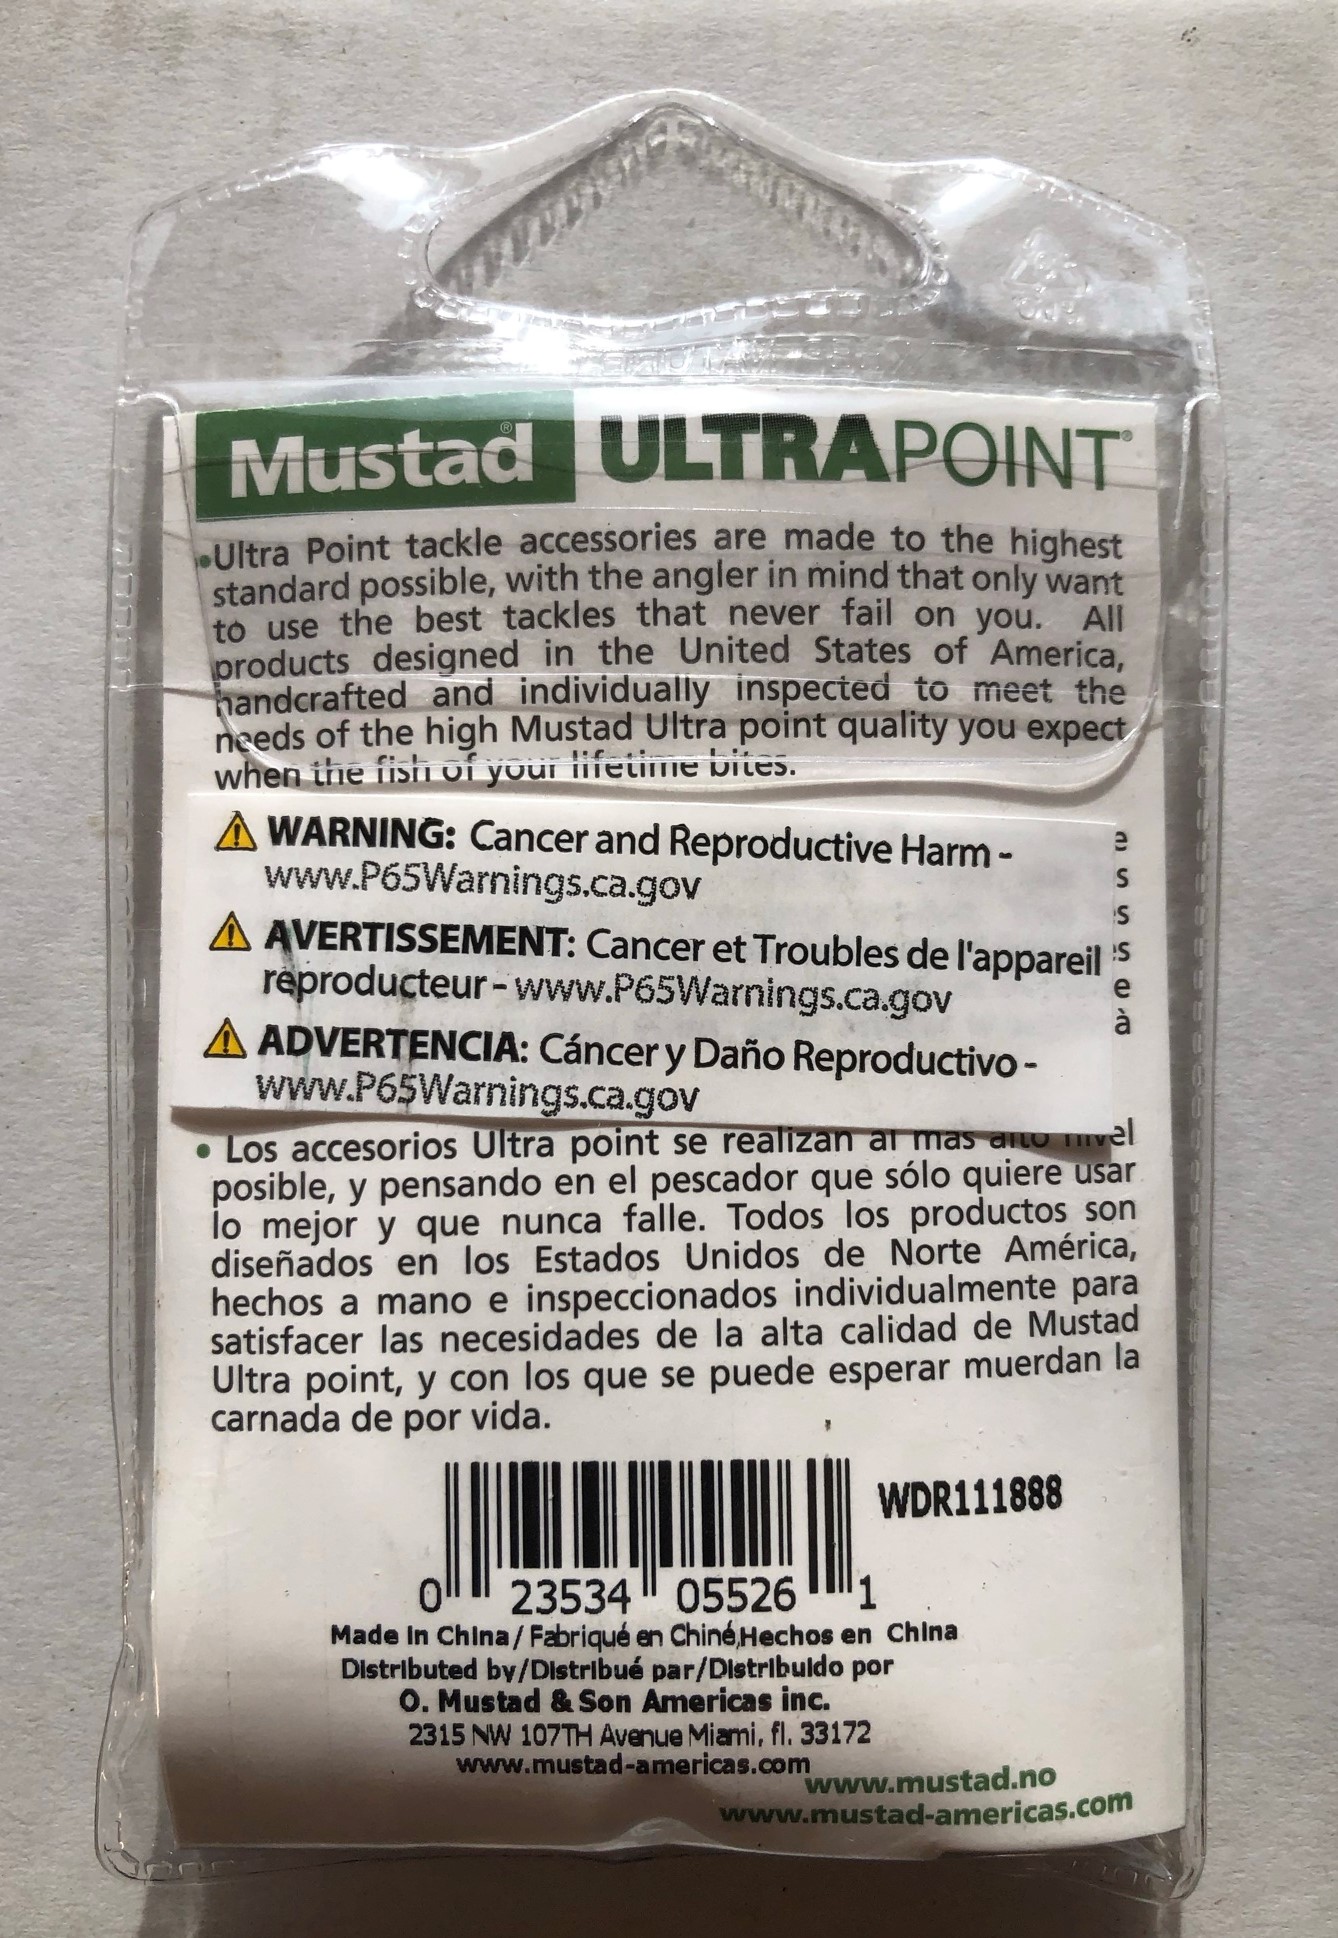 Mustad® ULTRAPOINT®
•Ultra Point tackle accessories are made to the highest
standard possible, with the angler in mind that only want
to use the best tackles that never fail on you. All
products designed in the United States of America,
handcrafted and individually inspected to meet the
needs of the high Mustad Ultra point quality you expect
when the fish of your lifetime bites.
WARNING: Cancer and Reproductive Harm -
www.P65Warnings.ca.gov
AVERTISSEMENT: Cancer et Troubles de l'appareil
reproducteur - www.P65Warnings.ca.gov
ADVERTENCIA: Cáncer y Daño Reproductivo -
www.P65Warnings.ca.gov
e
s
s
s
e
à
• Los accesorios Ultra point se realizan al mas alto nivel
posible, y pensando en el pescador que sólo quiere usar
lo mejor y que nunca falle. Todos los productos son
diseñados en los Estados Unidos de Norte América,
hechos a mano e inspeccionados individualmente para
satisfacer las necesidades de la alta calidad de Mustad
Ultra point, y con los que se puede esperar muerdan la
carnada de por vida.
WDR111888
0 23534 05526 1
Made in China/ Fabriqué en Chiné,Hechos en China
Distributed by/Distribué par/Distribuido por
O. Mustad & Son Americas inc.
2315 NW 107TH Avenue Miami, fl. 33172
www.mustad-americas.com
www.mustad.no
www.mustad-americas.com